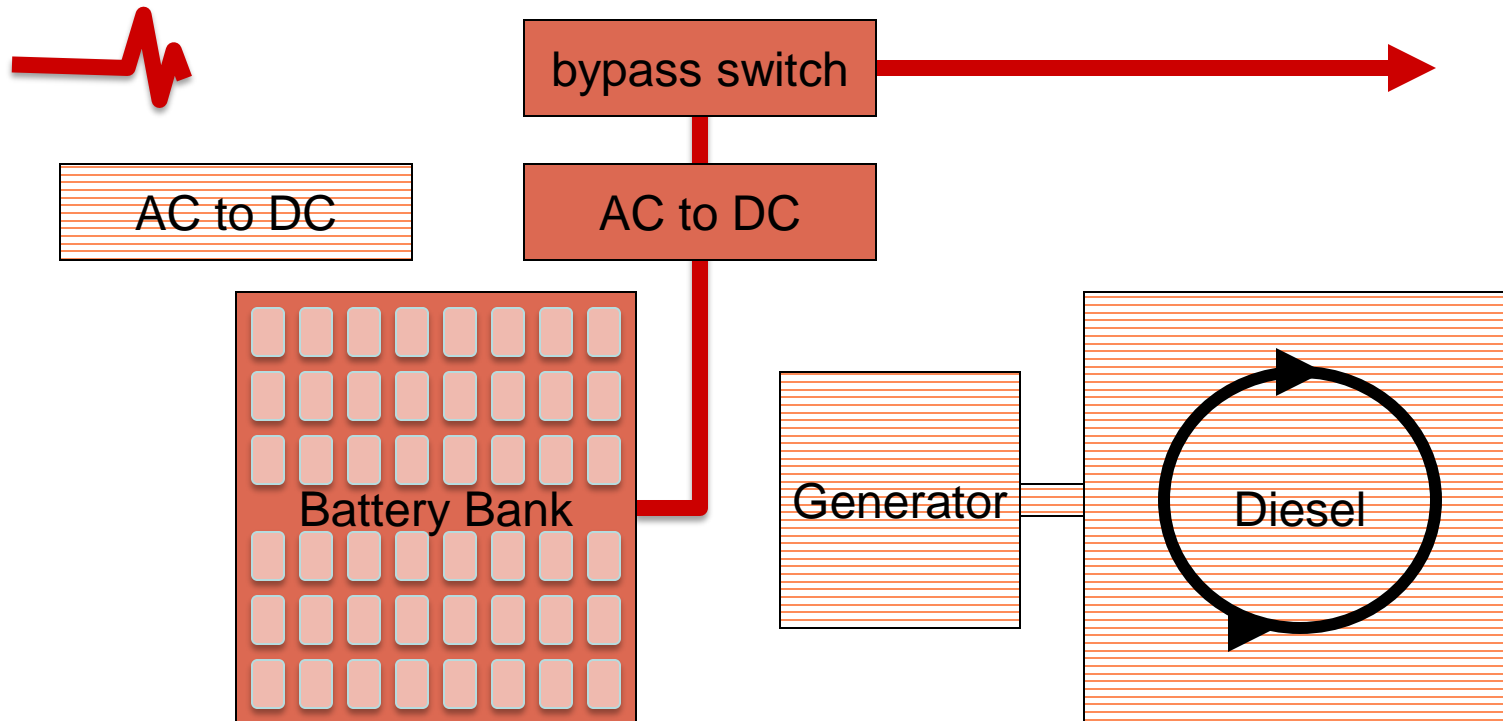 bypass switch
AC to DC
AC to DC
Battery Bank
Generator
Diesel